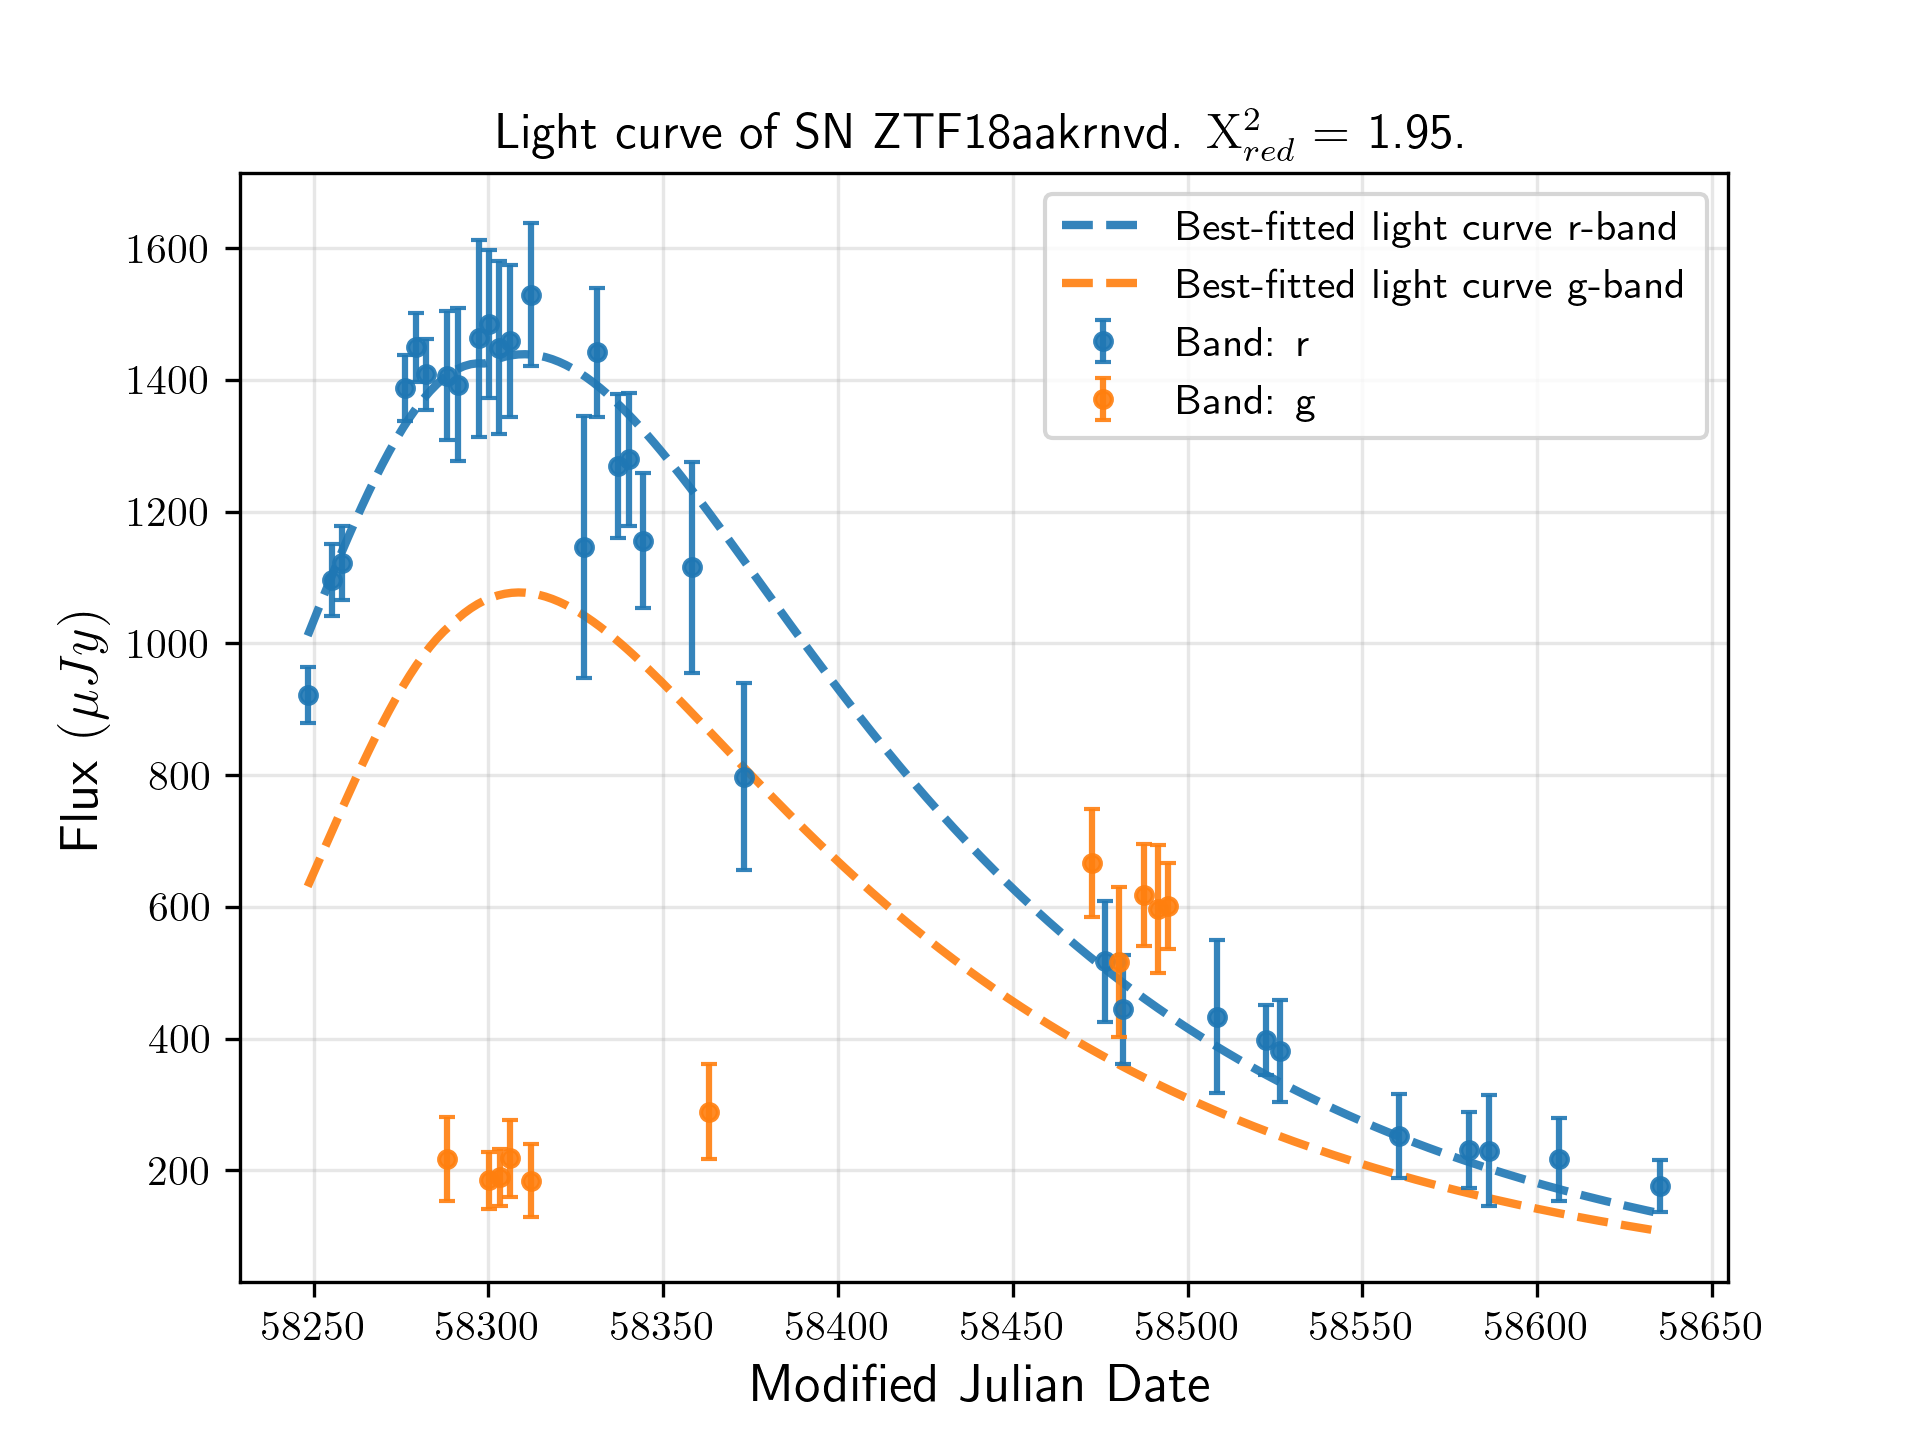 Light curve of SN ZTF18aakrnvd. X²_red = 1.95.
Best-fitted light curve r-band
Best-fitted light curve g-band
Band: r
Band: g
1600
1400
1200
1000
800
600
400
200
Flux (μJy)
58250 58300 58350 58400 58450 58500 58550 58600 58650
Modified Julian Date